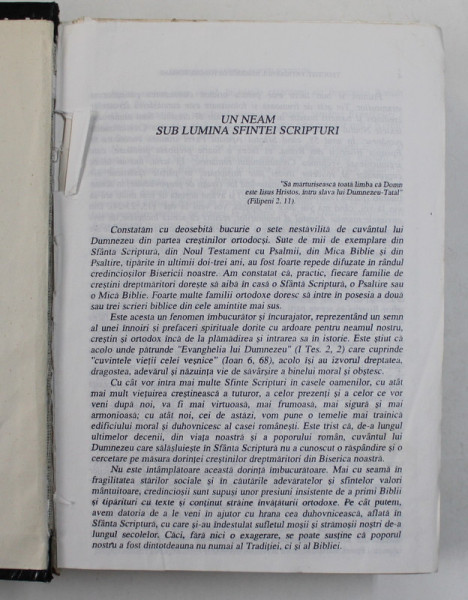 UN NEAM
SUB LUMINA SFINTEI SCRIPTURI
"Să mărturisească toată limba că Domn
este Iisus Hristos, întru slava lui Dumnezeu-Tatăl"
(Filipeni 2, 11).
Constatăm cu deosebită bucurie o sete nestăvilită de cuvântul lui
Dumnezeu din partea creştinilor ortodocşi. Sute de mii de exemplare din
Sfânta Scriptură, din Noul Testament cu Psalmii, din Mica Biblie şi din
Psaltire, tipărite în ultimii doi-trei ani, au fost foarte repede difuzate în rândul
credincioşilor Bisericii noastre. Am constatat că, practic, fiecare familie de
creştini dreptmăritori doreşte să aibă în casă o Sfântă Scriptură, o Psaltire sau
o Mică Biblie. Foarte multe familii ortodoxe doresc să intre în posesia a două
sau trei scrieri biblice din cele amintite mai sus.
Este acesta un fenomen îmbucurător şi încurajator, reprezentând un semn
al unei înnoiri şi prefaceri spirituale dorite cu ardoare pentru neamul nostru,
creştin şi ortodox încă de la plămădirea şi intrarea sa în istorie. Este ştiut că
acolo unde pătrunde "Evanghelia lui Dumnezeu" (I Tes. 2, 2) care cuprinde
"cuvintele vieţii celei veşnice" (Ioan 6, 68), acolo îşi au izvorul dreptatea,
dragostea, adevărul şi năzuinţa vie de săvârşire a binelui moral şi obştesc.
Cu cât vor intra mai multe Sfinte Scripturi în casele oamenilor, cu atât
mai mult vieţuirea creştinească a tuturor, a celor prezenţi şi a celor ce vor
veni după noi, va fi mai virtuoasă, mai frumoasă, mai sigură şi mai
armonioasă; cu atât noi, cei de astăzi, vom pune o temelie mai trainică
edificiului moral şi duhovnicesc al casei româneşti. Este trist că, de-a lungul
ultimelor decenii, din viaţa noastră şi a poporului român, cuvântul lui
Dumnezeu care sălăşluieşte în Sfânta Scriptură nu a cunoscut o răspândire şi o
cercetare pe măsura dorinţei creştinilor dreptmăritori din Biserica noastră.
Nu este întâmplătoare această dorinţă îmbucurătoare. Mai cu seamă în
fragilitatea stărilor sociale şi în căutările adevăratelor şi sfintelor valori
mântuitoare, credincioşii sunt supuşi unor presiuni insistente de a primi Biblii
şi tipărituri cu texte şi conţinut străine învăţăturii ortodoxe. Pe cât putem,
avem datoria de a le veni în ajutor cu hrana cea duhovnicească, aflată în
Sfânta Scriptură, cu care şi-au îndestulat sufletul moşii şi strămoşii noştri de-a
lungul secolelor. Căci, fără nici o exagerare, se poate susţine că poporul
nostru a fost dintotdeauna nu numai al Tradiţiei, ci şi al Bibliei.